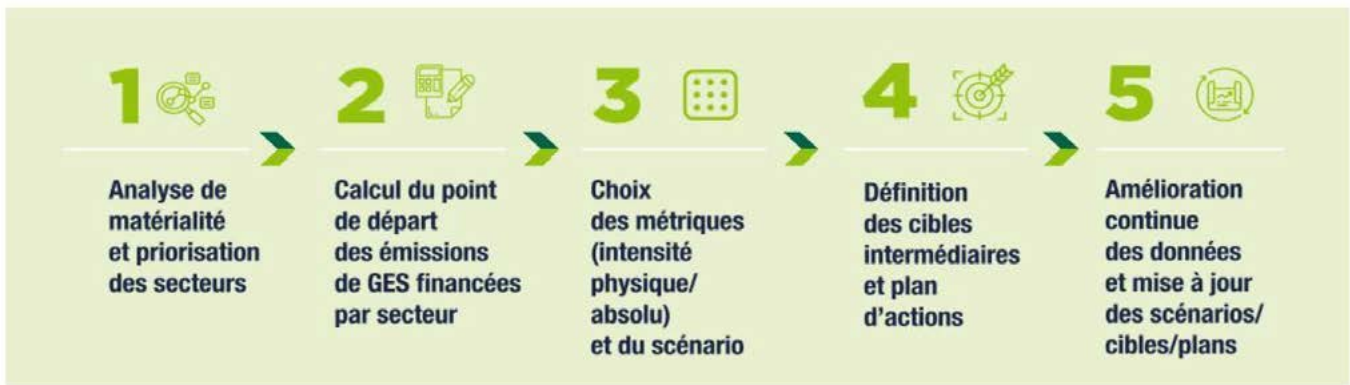 1
Analyse de
matérialité
et priorisation
des secteurs
2
Calcul du point
de départ
des émissions
de GES financées
par secteur
3
Choix
des métriques
(intensité
physique/
absolu)
et du scénario
4
Définition
des cibles
intermédiaires
et plan
d’actions
5
Amélioration
continue
des données
et mise à jour
des scénarios/
cibles/plans